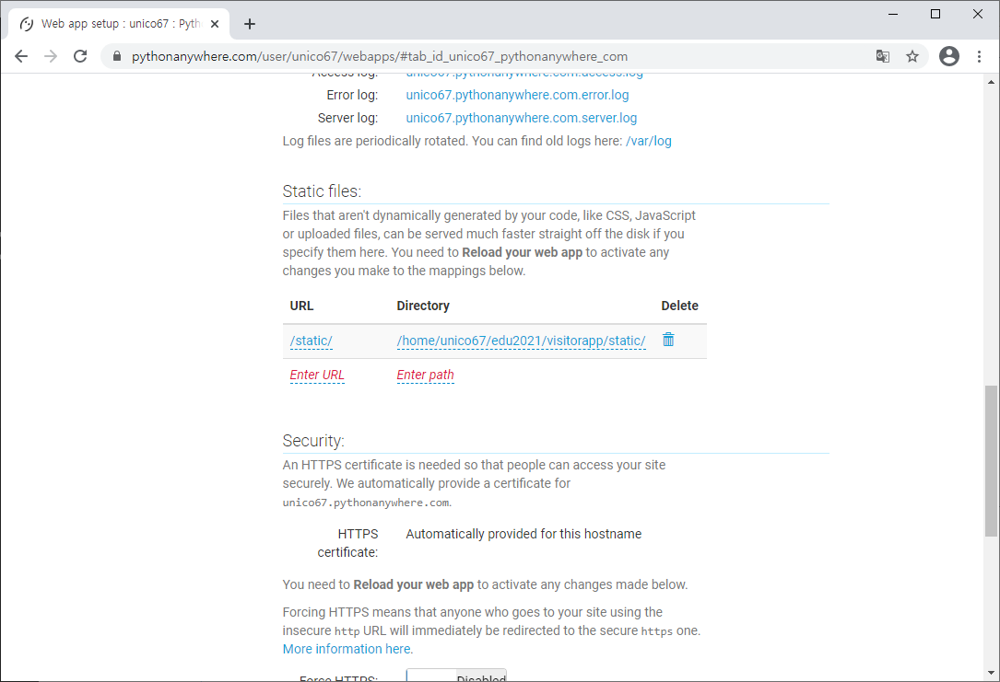 Web app setup : unico67 : Pyth
pythonanywhere.com/user/unico67/webapps/#tab_id_unico67_pythonanywhere_com
Access log: unico67.pythonanywhere.com.access.log
Error log: unico67.pythonanywhere.com.error.log
Server log: unico67.pythonanywhere.com.server.log
Log files are periodically rotated. You can find old logs here: /var/log
Static files:
Files that aren't dynamically generated by your code, like CSS, JavaScript
or uploaded files, can be served much faster straight off the disk if you
specify them here. You need to Reload your web app to activate any
changes you make to the mappings below.
URL Directory Delete
/static/ /home/unico67/edu2021/visitorapp/static/
Enter URL Enter path
Security:
An HTTPS certificate is needed so that people can access your site
securely. We automatically provide a certificate for
unico67.pythonanywhere.com.
HTTPS Automatically provided for this hostname
certificate:
You need to Reload your web app to activate any changes made below.
Forcing HTTPS means that anyone who goes to your site using the
insecure http URL will immediately be redirected to the secure https one.
More information here.
Force HTTPS: Disabled